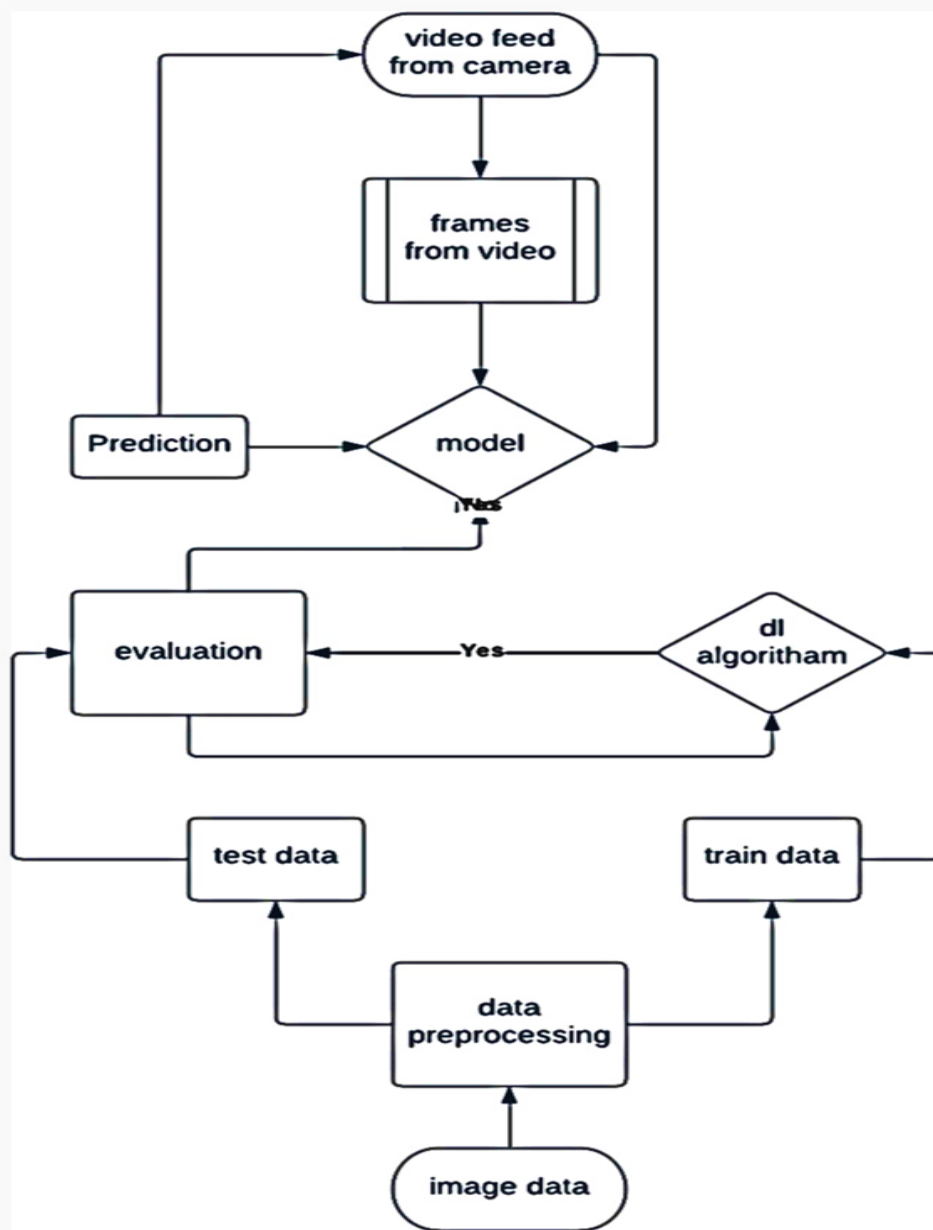 video feed
from camera
frames
from video
Prediction
model
evaluation
Yes
dl
algoritham
test data
train data
data
preprocessing
image data